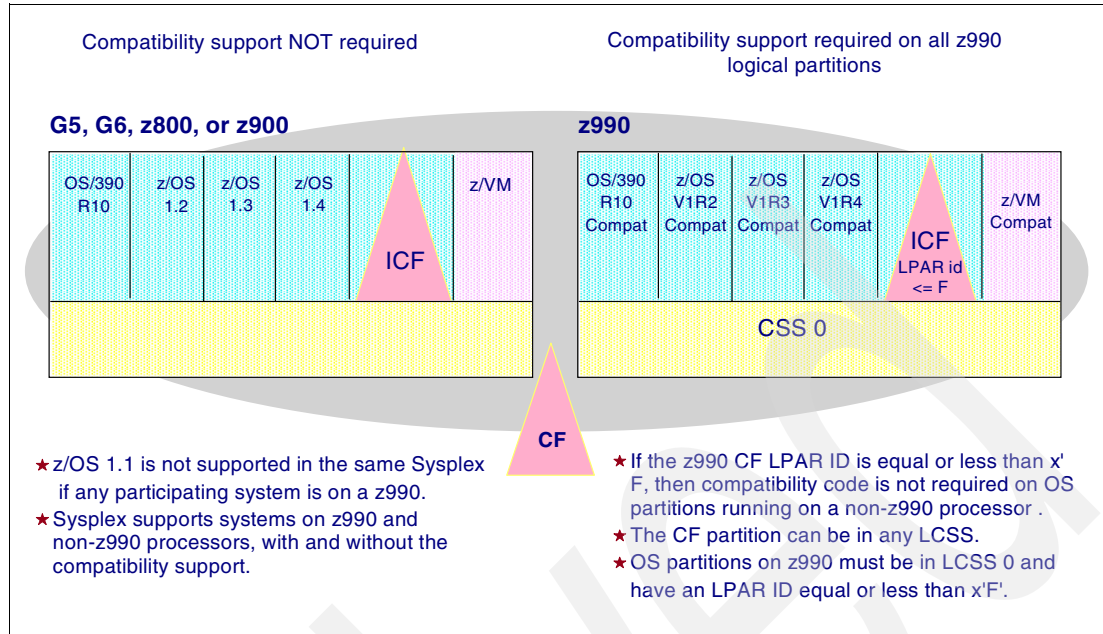 Compatibility support NOT required
Compatibility support required on all z990
logical partitions
G5, G6, z800, or z900
OS/390
R10
z/OS
1.2
z/OS
1.3
z/OS
1.4
ICF
z/VM
z990
OS/390
R10
Compat
z/OS
V1R2
Compat
z/OS
V1R3
Compat
z/OS
V1R4
Compat
ICF
LPAR id
<= F
z/VM
Compat
CSS 0
CF
★ z/OS 1.1 is not supported in the same Sysplex
if any participating system is on a z990.
★ Sysplex supports systems on z990 and
non-z990 processors, with and without the
compatibility support.
★ If the z990 CF LPAR ID is equal or less than x'
F, then compatibility code is not required on OS
partitions running on a non-z990 processor .
★ The CF partition can be in any LCSS.
★ OS partitions on z990 must be in LCSS 0 and
have an LPAR ID equal or less than x'F'.